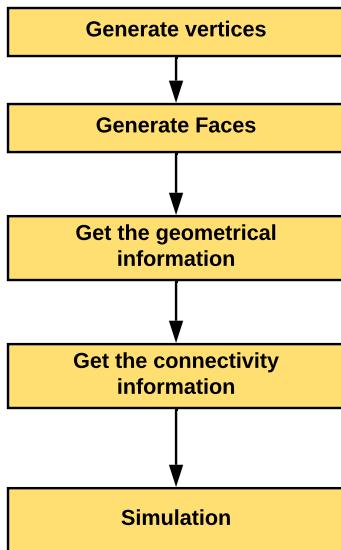 Generate vertices
Generate Faces
Get the geometrical
information
Get the connectivity
information
Simulation